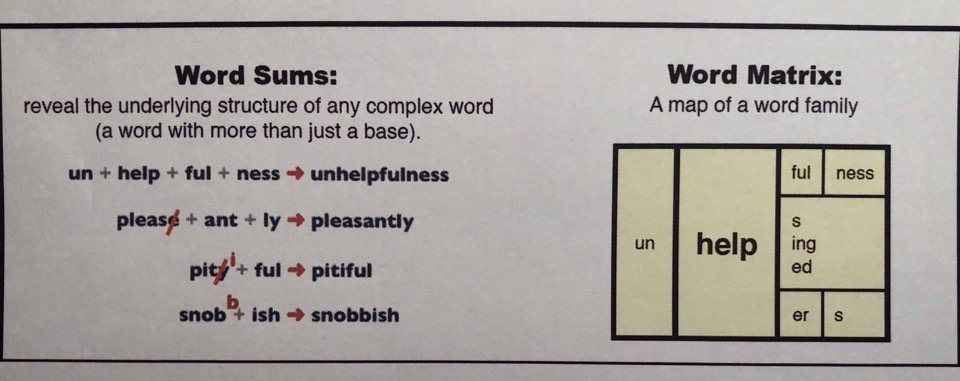 Word Sums:
reveal the underlying structure of any complex word
(a word with more than just a base).
un + help + ful + ness → unhelpfulness
please + ant + ly → pleasantly
pity i + ful → pitiful
snob b + ish → snobbish
Word Matrix:
A map of a word family
un
help
ful ness
s
ing
ed
er s